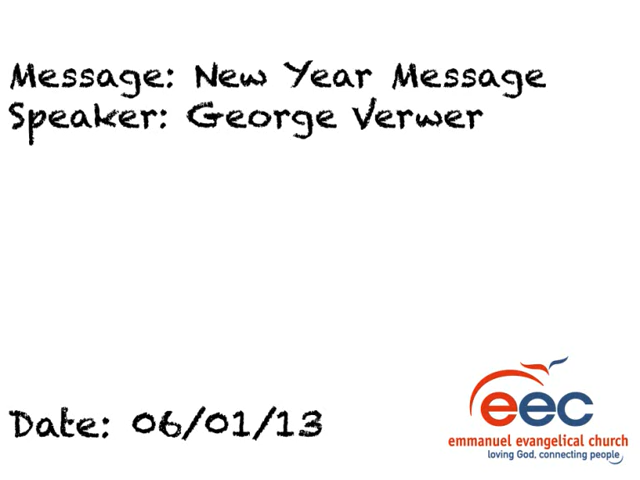 Message: New Year Message
Speaker: George Verwer
Date: 06/01/13
eec
emmanuel evangelical church
loving God, connecting people